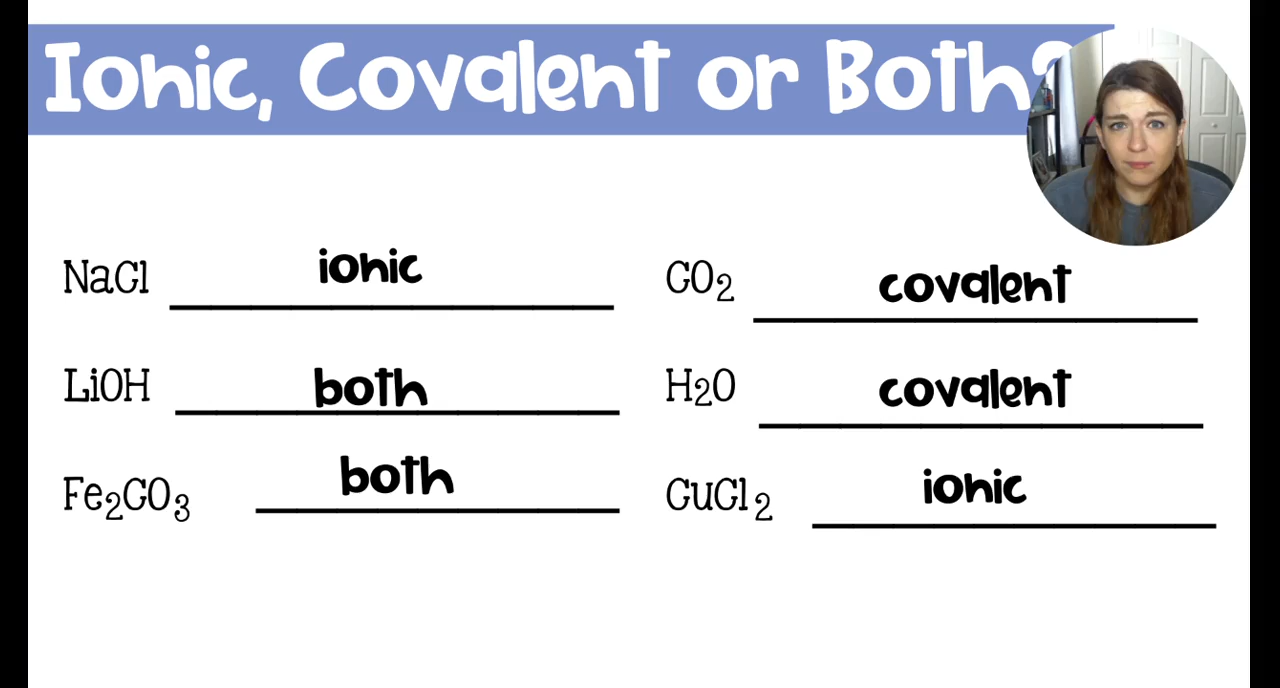 Ionic, Covalent or Both?
NaCl ionic
CO2 covalent
LiOH both
H2O covalent
Fe2CO3 both
CuCl2 ionic